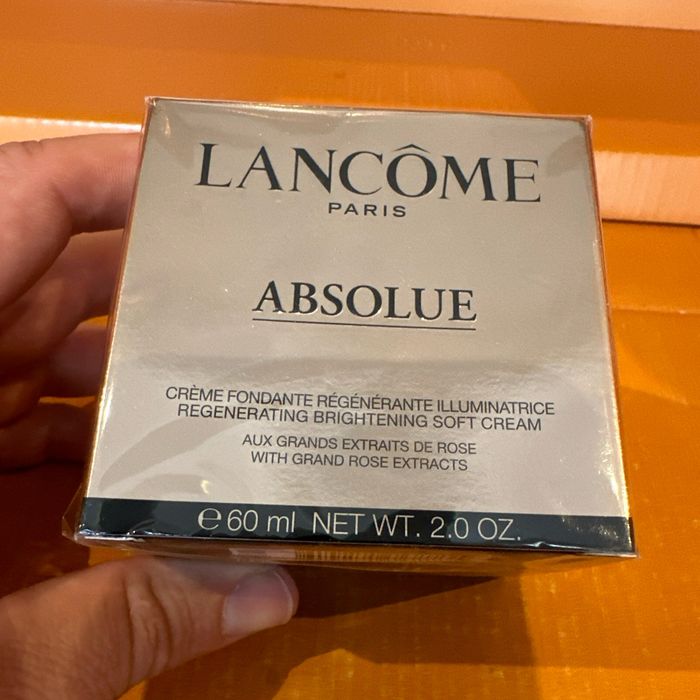 LANCÔME
PARIS
ABSOLUE
CRÈME FONDANTE RÉGÉNÉRANTE ILLUMINATRICE
REGENERATING BRIGHTENING SOFT CREAM
AUX GRANDS EXTRAITS DE ROSE
WITH GRAND ROSE EXTRACTS
℮ 60 ml NET WT. 2.0 OZ.